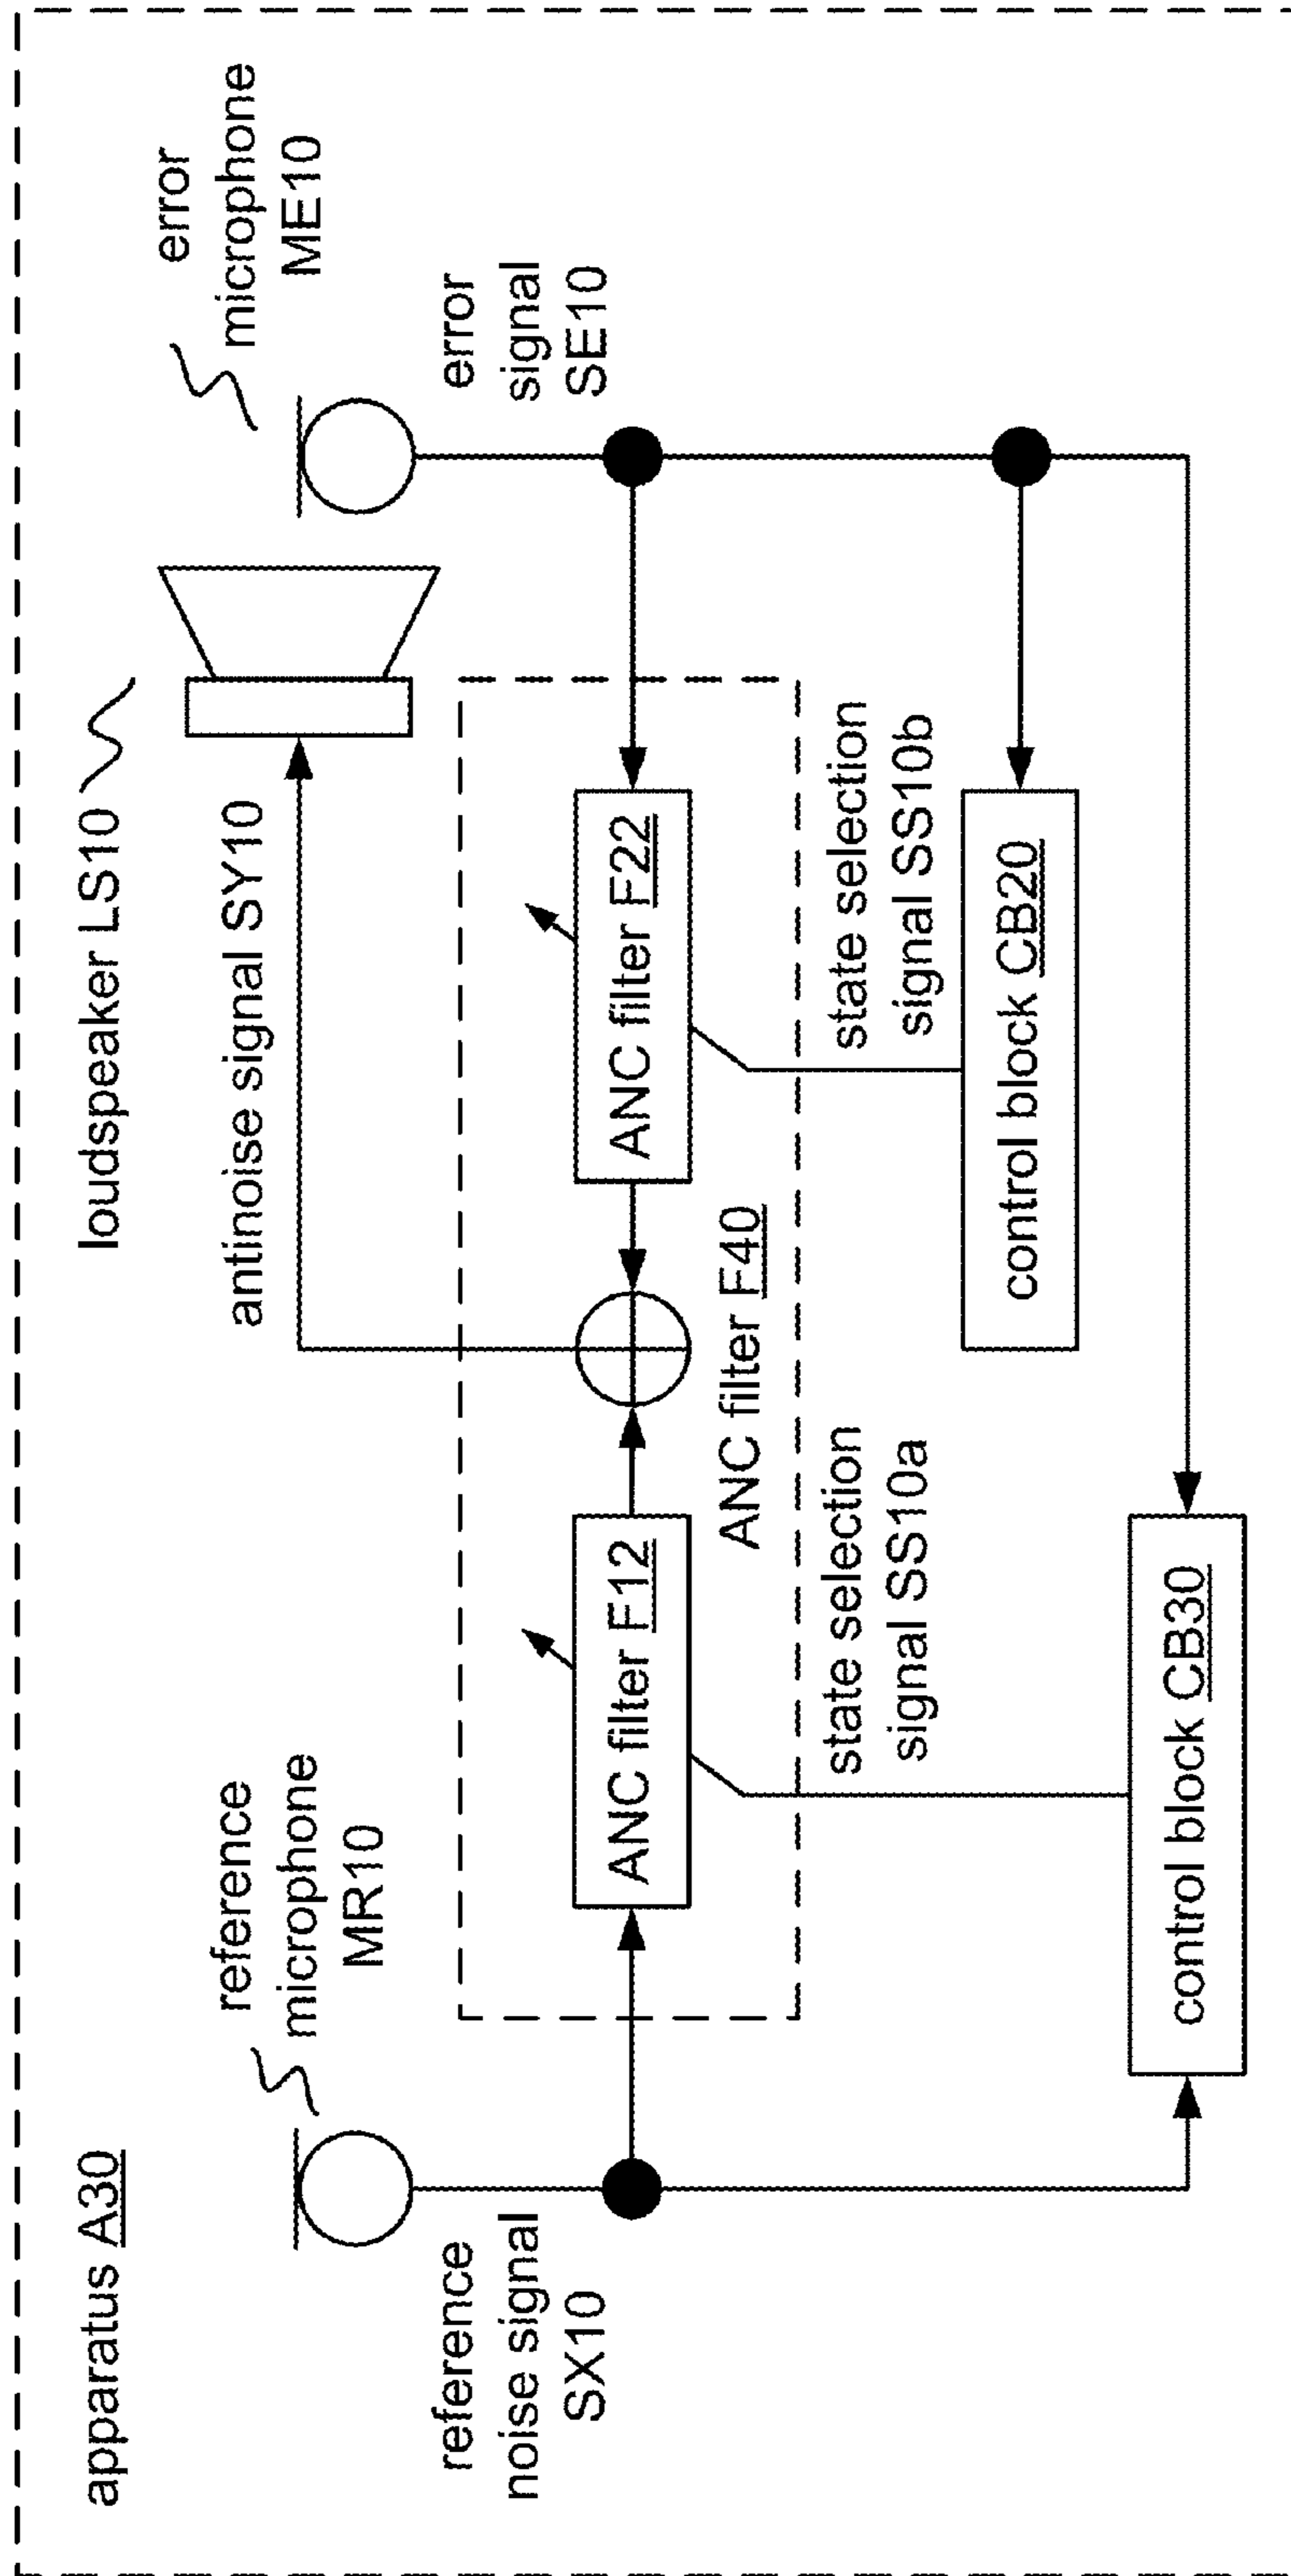 apparatus A30
loudspeaker LS10
reference
microphone
MR10
antinoise signal SY10
error
microphone
ME10
reference
noise signal
SX10
error
signal
SE10
ANC filter F12
ANC filter F22
ANC filter F40
state selection
signal SS10a
state selection
signal SS10b
control block CB20
control block CB30